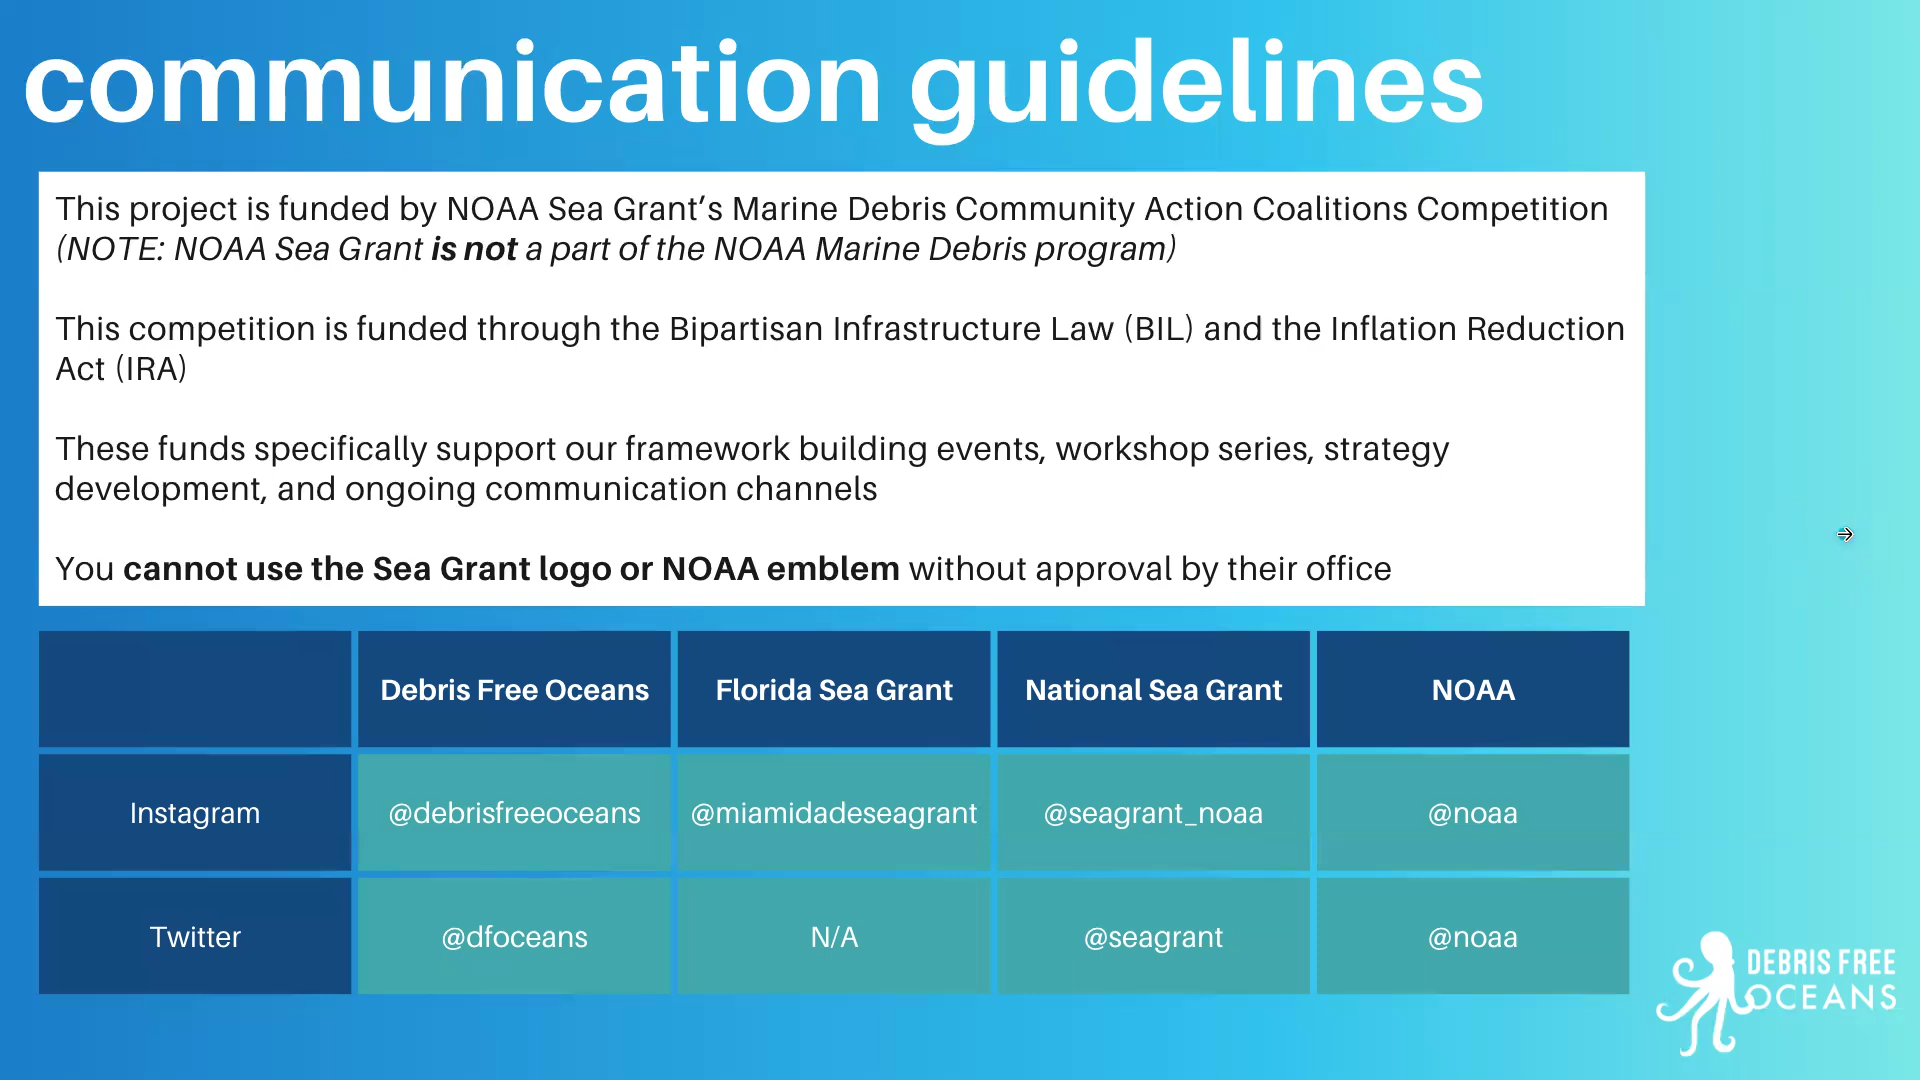 communication guidelines
This project is funded by NOAA Sea Grant’s Marine Debris Community Action Coalitions Competition
(NOTE: NOAA Sea Grant is not a part of the NOAA Marine Debris program)
This competition is funded through the Bipartisan Infrastructure Law (BIL) and the Inflation Reduction
Act (IRA)
These funds specifically support our framework building events, workshop series, strategy
development, and ongoing communication channels
You cannot use the Sea Grant logo or NOAA emblem without approval by their office
Debris Free Oceans Florida Sea Grant National Sea Grant NOAA
Instagram @debrisfreeoceans @miamidadeseagrant @seagrant_noaa @noaa
Twitter @dfoceans N/A @seagrant @noaa
DEBRIS FREE
OCEANS